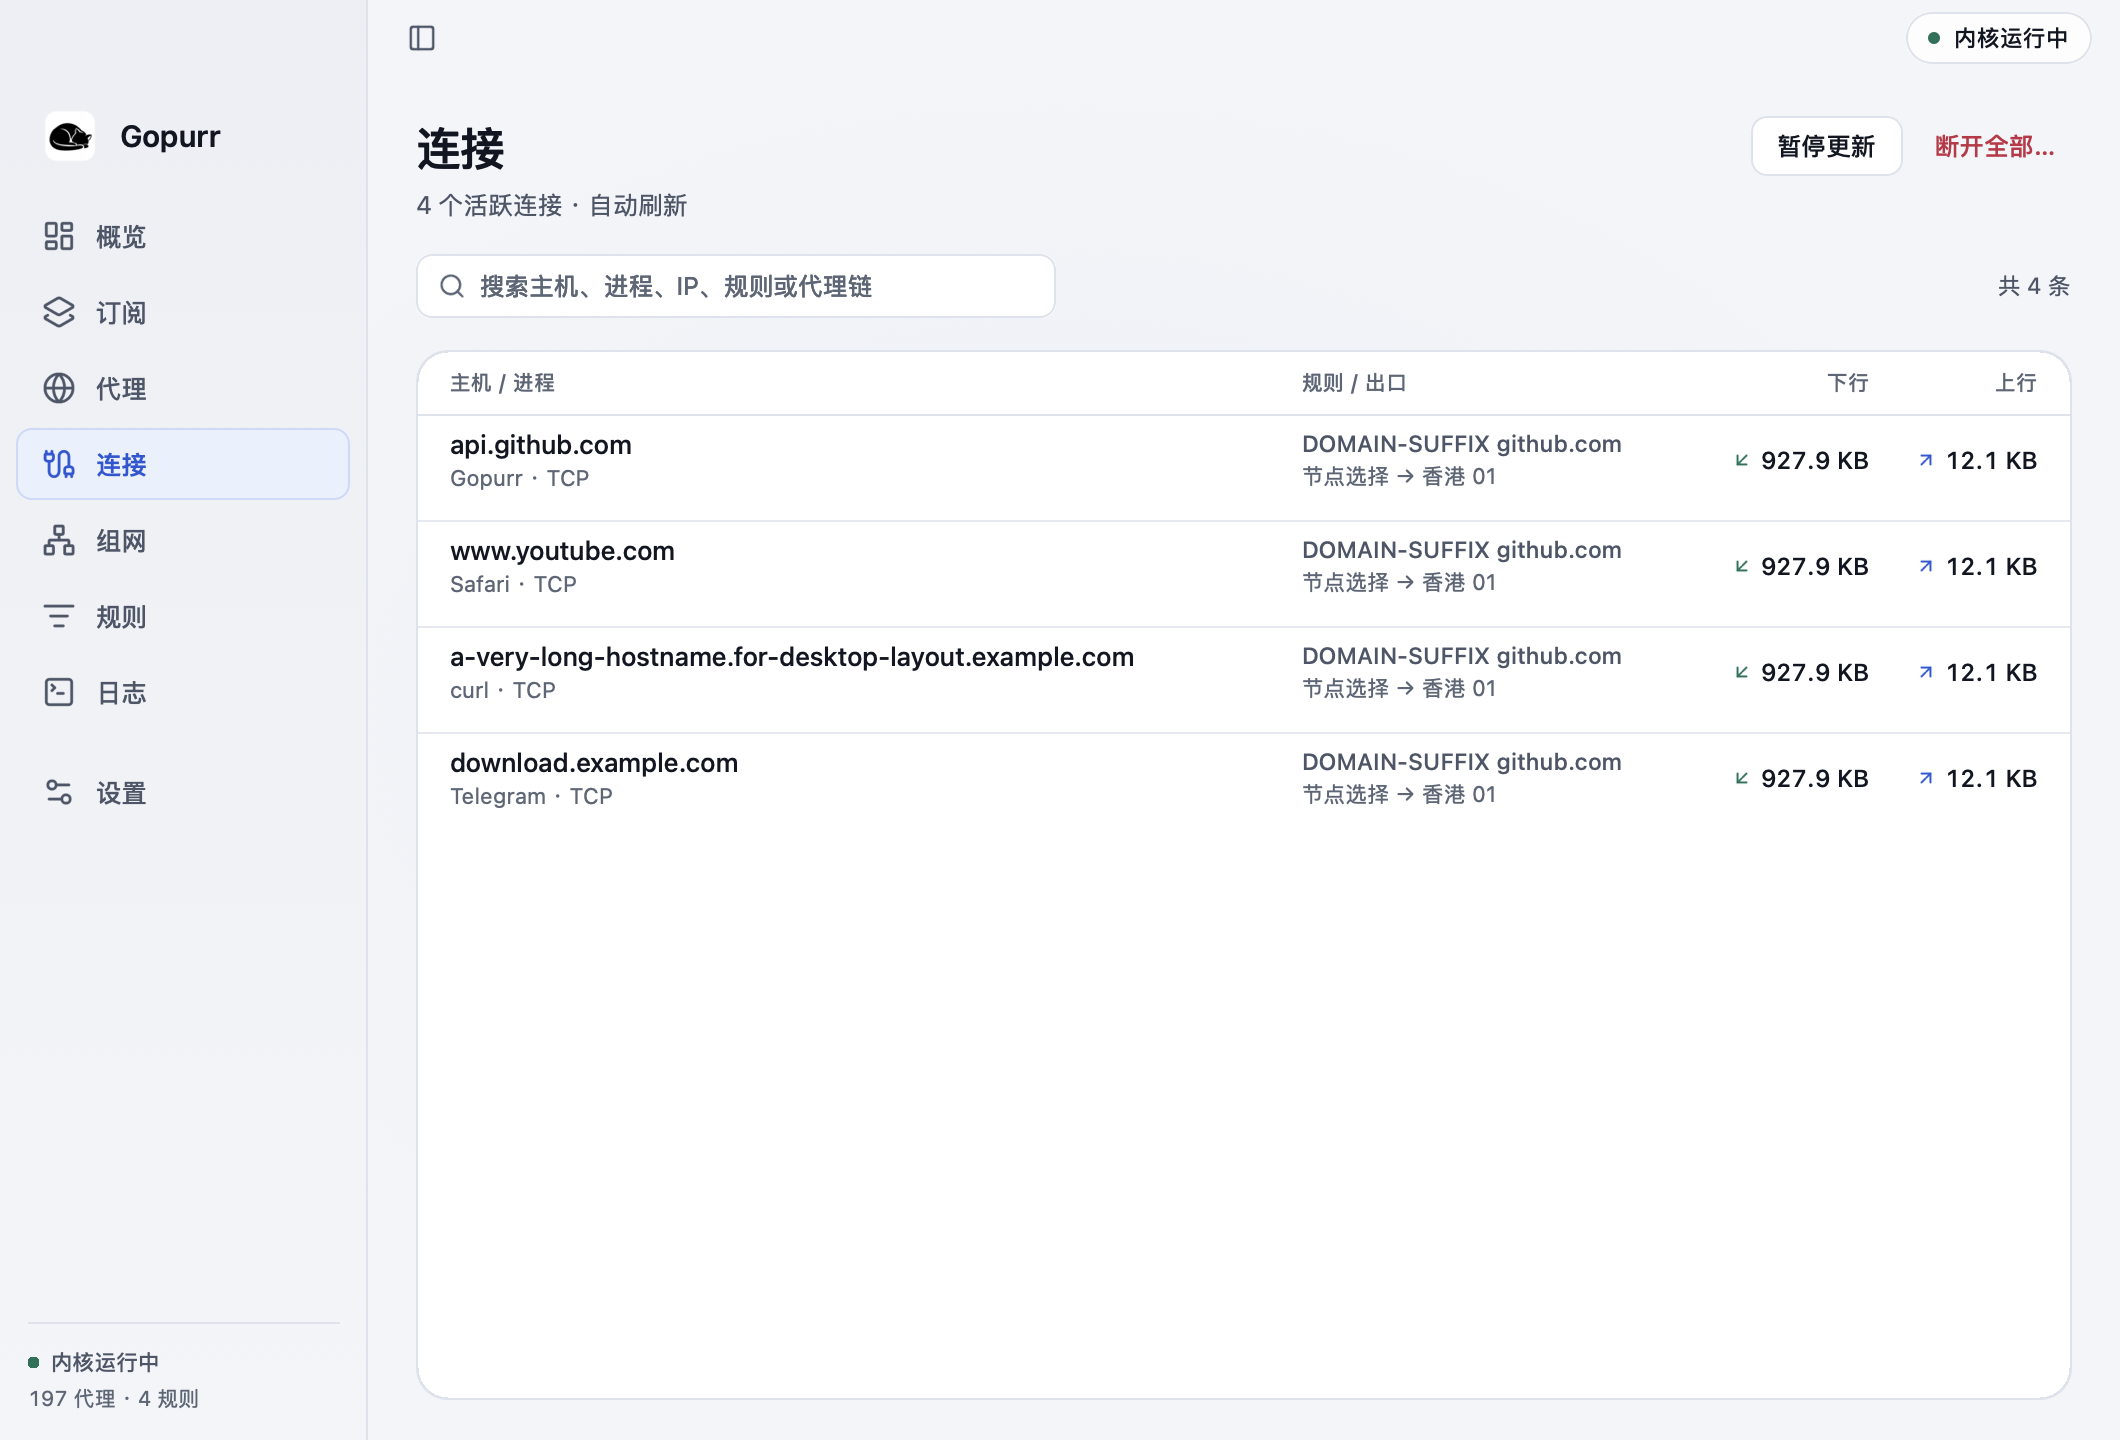 内核运行中
Gopurr
概览
订阅
代理
连接
组网
规则
日志
设置
内核运行中
197 代理 · 4 规则
连接
4 个活跃连接 · 自动刷新
暂停更新
断开全部...
搜索主机、进程、IP、规则或代理链
共 4 条
主机 / 进程 规则 / 出口 下行 上行
api.github.com
Gopurr · TCP
DOMAIN-SUFFIX github.com
节点选择 → 香港 01
↙ 927.9 KB ↗ 12.1 KB
www.youtube.com
Safari · TCP
DOMAIN-SUFFIX github.com
节点选择 → 香港 01
↙ 927.9 KB ↗ 12.1 KB
a-very-long-hostname.for-desktop-layout.example.com
curl · TCP
DOMAIN-SUFFIX github.com
节点选择 → 香港 01
↙ 927.9 KB ↗ 12.1 KB
download.example.com
Telegram · TCP
DOMAIN-SUFFIX github.com
节点选择 → 香港 01
↙ 927.9 KB ↗ 12.1 KB